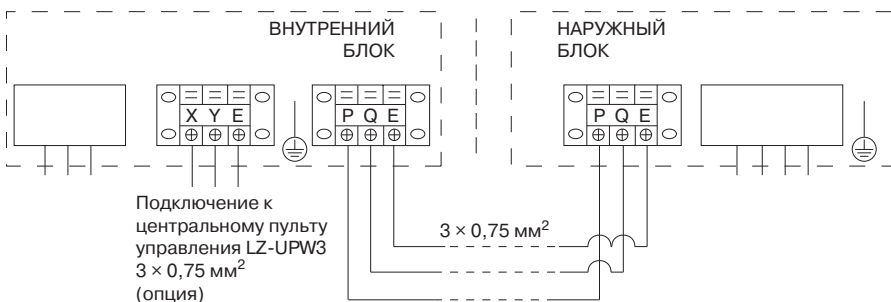 ВНУТРЕННИЙ
БЛОК
НАРУЖНЫЙ
БЛОК
X Y E
P Q E
P Q E
Подключение к
центральному пульту
управления LZ-UPW3
3 × 0,75 мм²
(опция)
3 × 0,75 мм²